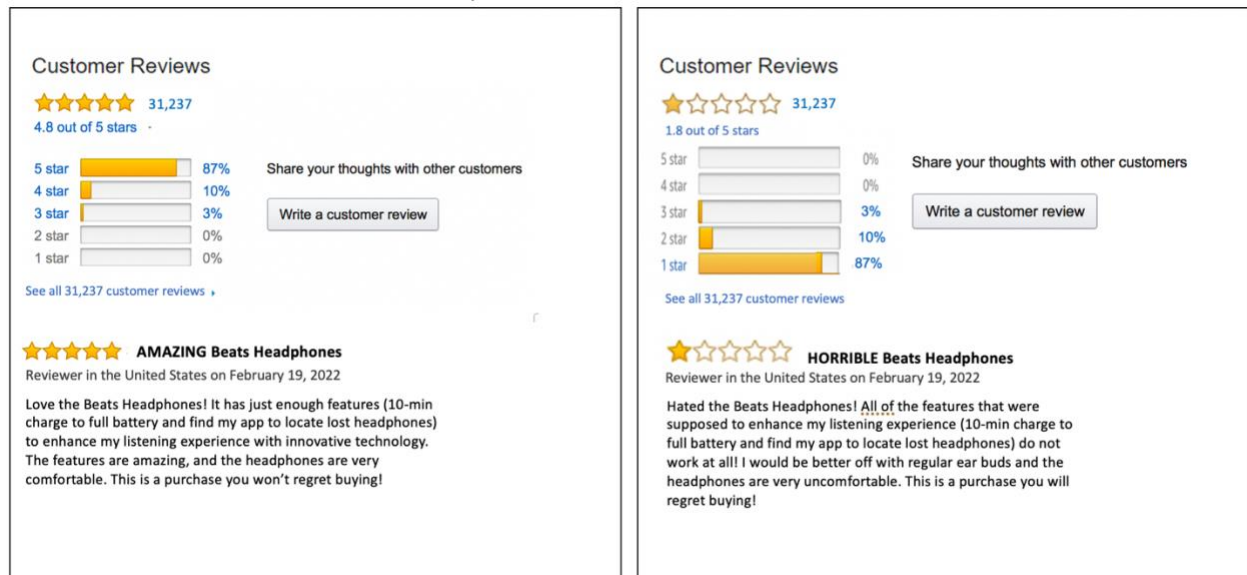 Customer Reviews
31,237
4.8 out of 5 stars
5 star 87%
4 star 10%
3 star 3%
2 star 0%
1 star 0%
Share your thoughts with other customers
Write a customer review
See all 31,237 customer reviews
AMAZING Beats Headphones
Reviewer in the United States on February 19, 2022
Love the Beats Headphones! It has just enough features (10-min
charge to full battery and find my app to locate lost headphones)
to enhance my listening experience with innovative technology.
The features are amazing, and the headphones are very
comfortable. This is a purchase you won’t regret buying!
Customer Reviews
31,237
1.8 out of 5 stars
5 star 0%
4 star 0%
3 star 3%
2 star 10%
1 star 87%
Share your thoughts with other customers
Write a customer review
See all 31,237 customer reviews
HORRIBLE Beats Headphones
Reviewer in the United States on February 19, 2022
Hated the Beats Headphones! All of the features that were
supposed to enhance my listening experience (10-min charge to
full battery and find my app to locate lost headphones) do not
work at all! I would be better off with regular ear buds and the
headphones are very uncomfortable. This is a purchase you will
regret buying!